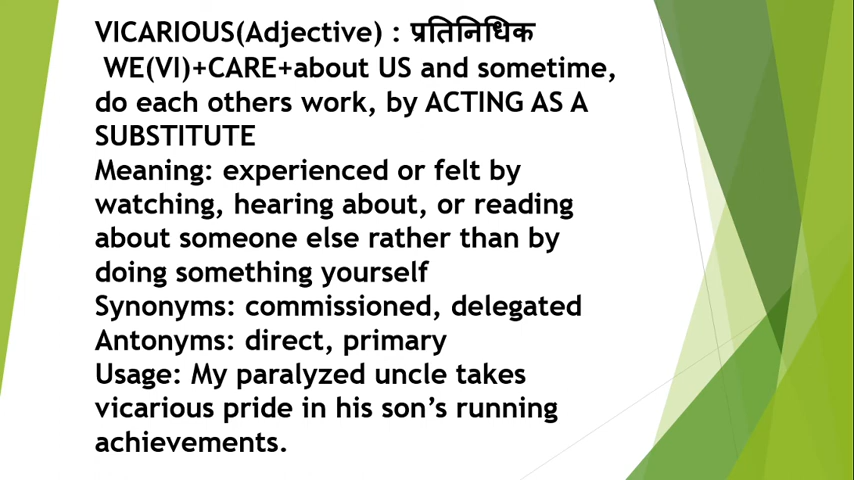 VICARIOUS(Adjective) : प्रतिनिधिक
WE(VI)+CARE+about US and sometime,
do each others work, by ACTING AS A
SUBSTITUTE
Meaning: experienced or felt by
watching, hearing about, or reading
about someone else rather than by
doing something yourself
Synonyms: commissioned, delegated
Antonyms: direct, primary
Usage: My paralyzed uncle takes
vicarious pride in his son’s running
achievements.